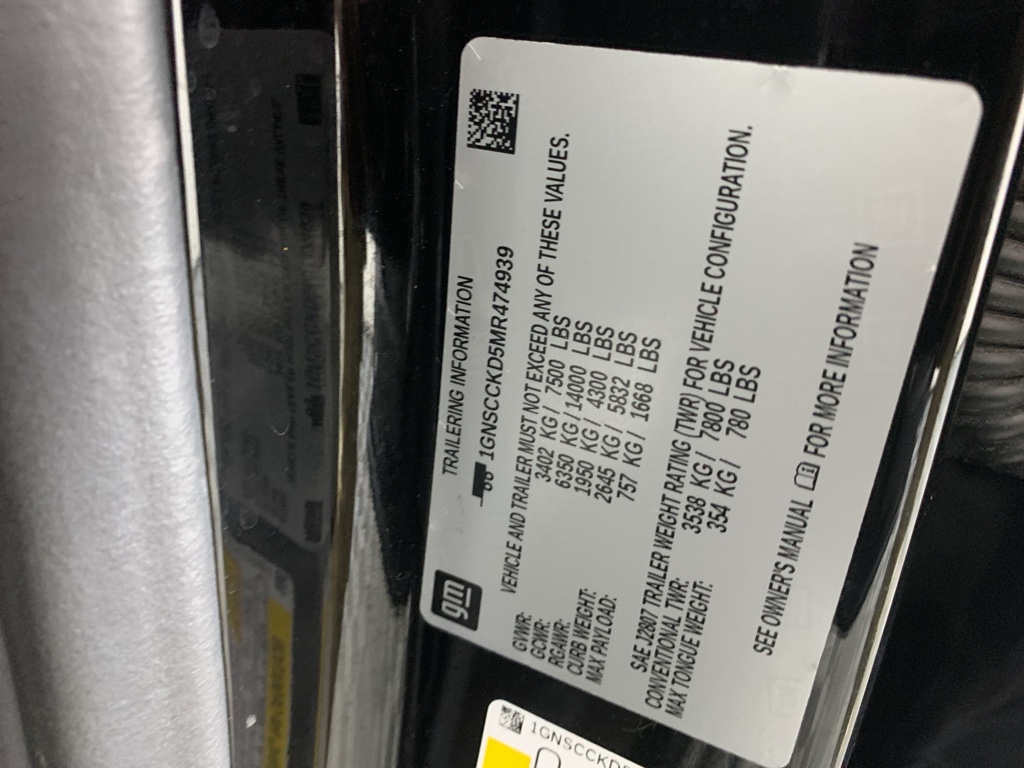 gm
TRAILERING INFORMATION
1GNSCCKD5MR474939
VEHICLE AND TRAILER MUST NOT EXCEED ANY OF THESE VALUES.
GVWR: 3402 KG / 7500 LBS
GCWR: 6350 KG / 14000 LBS
RGAWR: 1950 KG / 4300 LBS
CURB WEIGHT: 2645 KG / 5832 LBS
MAX PAYLOAD: 757 KG / 1668 LBS
SAE J2807 TRAILER WEIGHT RATING (TWR) FOR VEHICLE CONFIGURATION.
CONVENTIONAL TWR: 3538 KG / 7800 LBS
MAX TONGUE WEIGHT: 354 KG / 780 LBS
SEE OWNER'S MANUAL FOR MORE INFORMATION
1GNSCCKD5